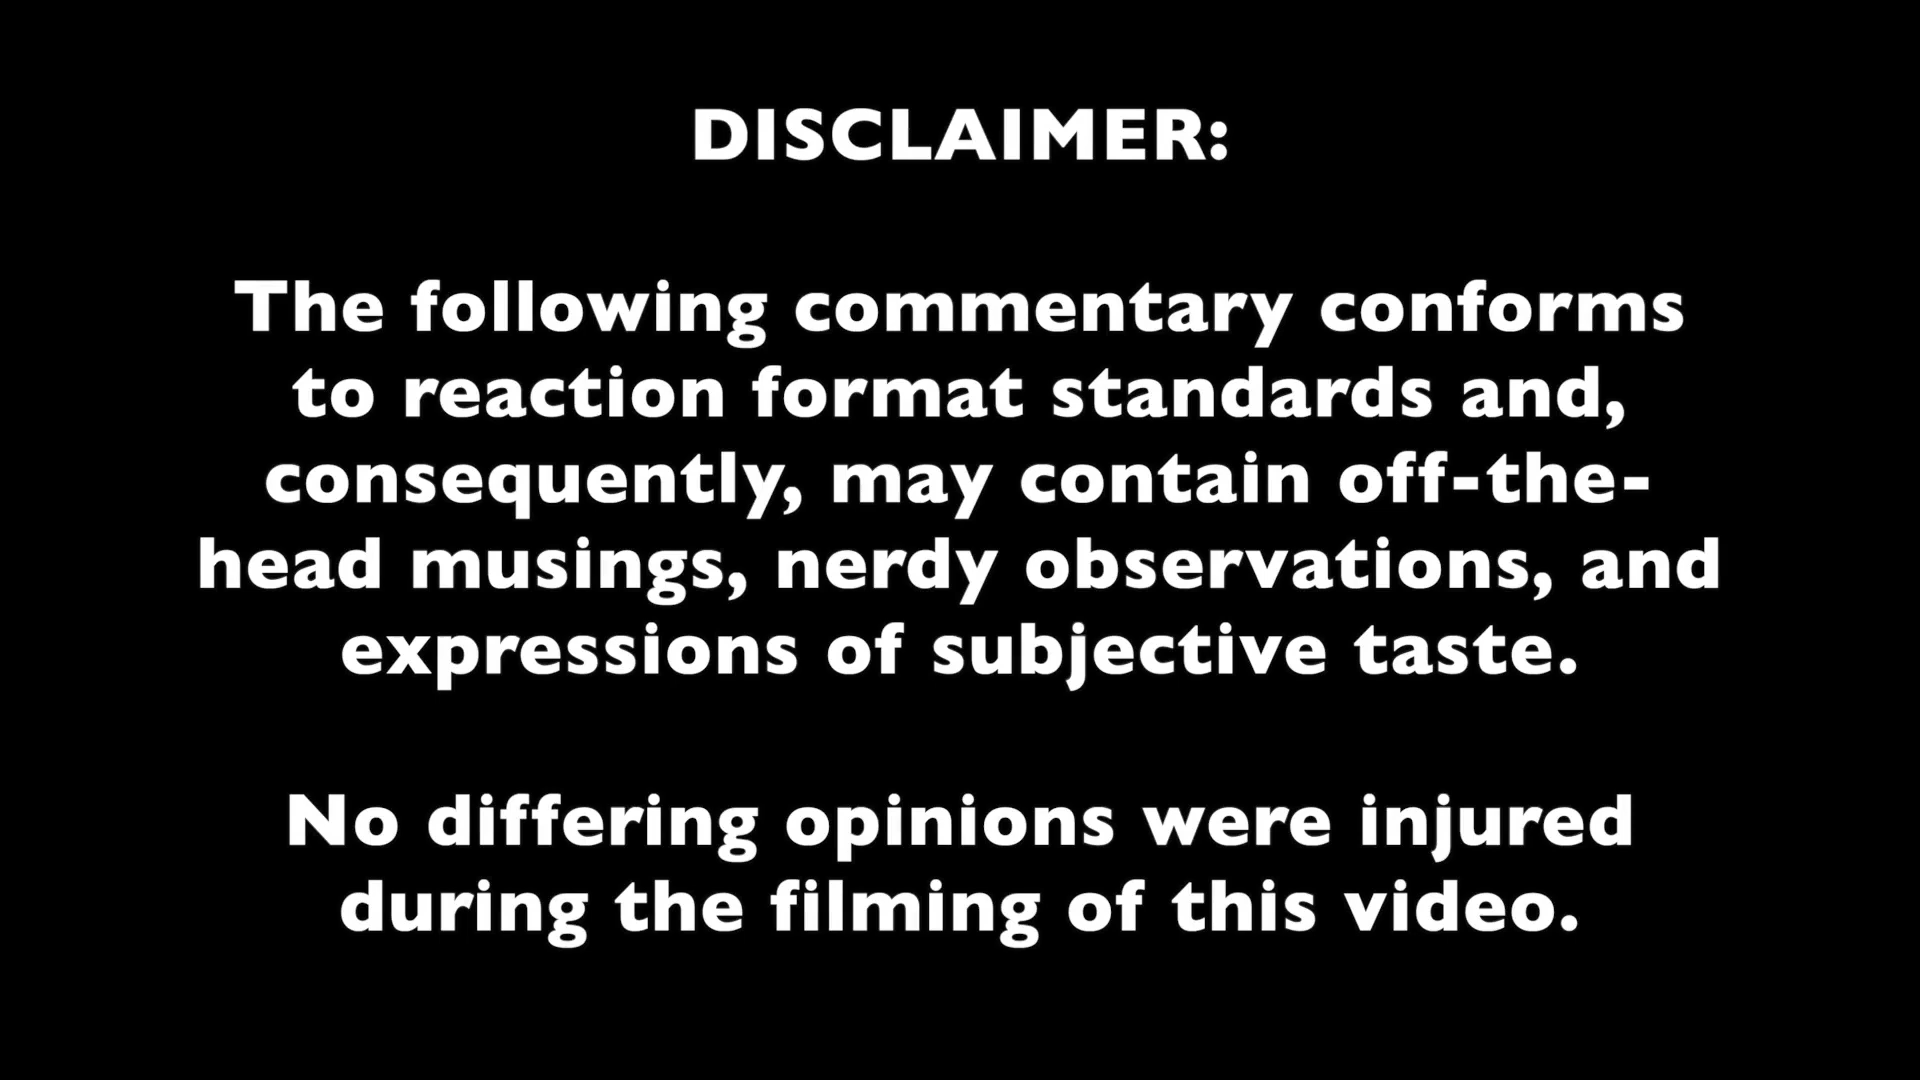 DISCLAIMER:
The following commentary conforms
to reaction format standards and,
consequently, may contain off-the-
head musings, nerdy observations, and
expressions of subjective taste.
No differing opinions were injured
during the filming of this video.